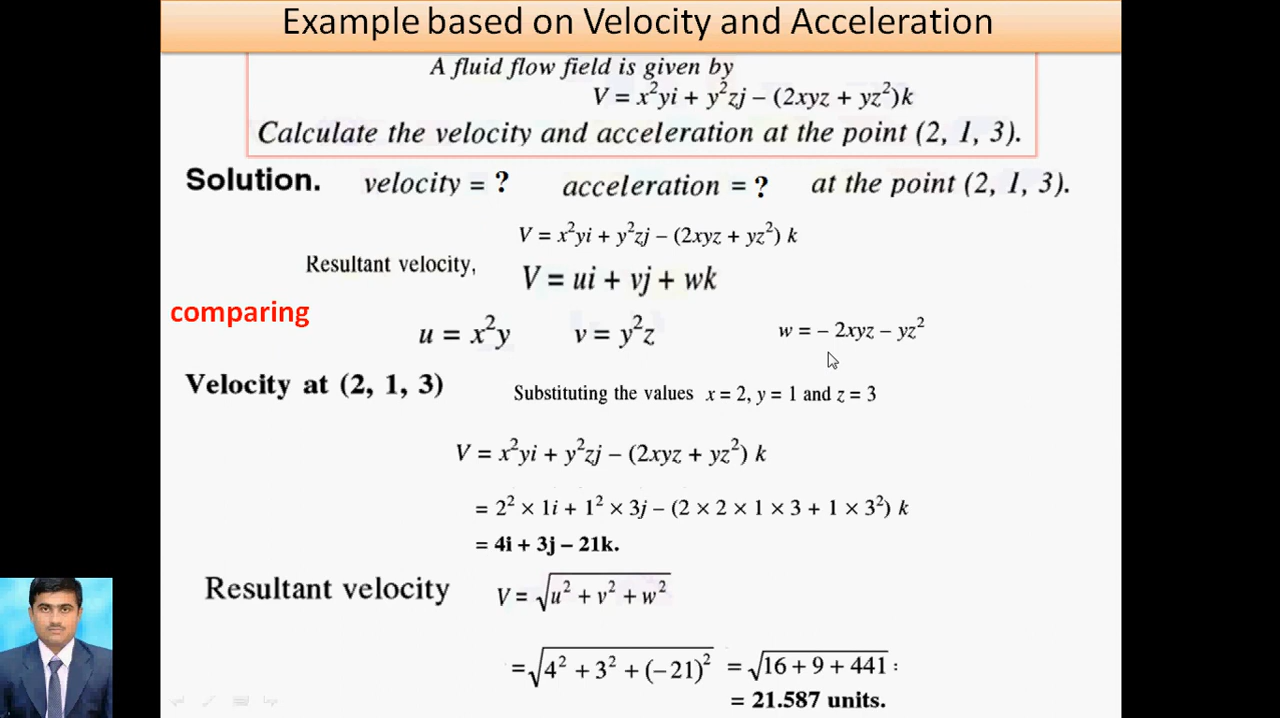 Example based on Velocity and Acceleration
A fluid flow field is given by
V = x²yi + y²zj – (2xyz + yz²)k
Calculate the velocity and acceleration at the point (2, 1, 3).
Solution. velocity = ? acceleration = ? at the point (2, 1, 3).
V = x²yi + y²zj – (2xyz + yz²) k
Resultant velocity, V = ui + vj + wk
comparing
u = x²y v = y²z w = – 2xyz – yz²
Velocity at (2, 1, 3) Substituting the values x = 2, y = 1 and z = 3
V = x²yi + y²zj – (2xyz + yz²) k
= 2² × 1i + 1² × 3j – (2 × 2 × 1 × 3 + 1 × 3²) k
= 4i + 3j – 21k.
Resultant velocity V = √(u² + v² + w²)
= √(4² + 3² + (–21)²) = √(16 + 9 + 441) :
= 21.587 units.